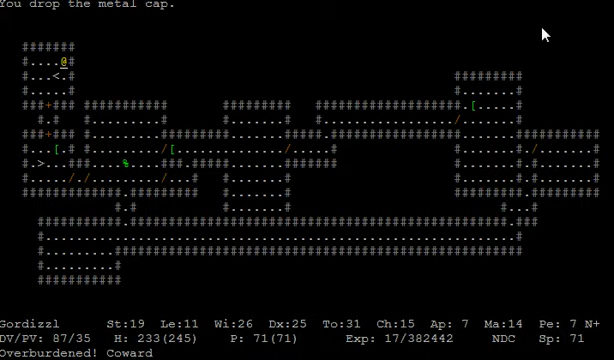 You drop the metal cap.
Gordizzl St:19 Le:11 Wi:26 Dx:25 To:31 Ch:15 Ap: 7 Ma:14 Pe: 7 N+
DV/PV: 87/35 H: 233(245) P: 71(71) Exp: 17/382442 NDC Sp: 71
Overburdened! Coward